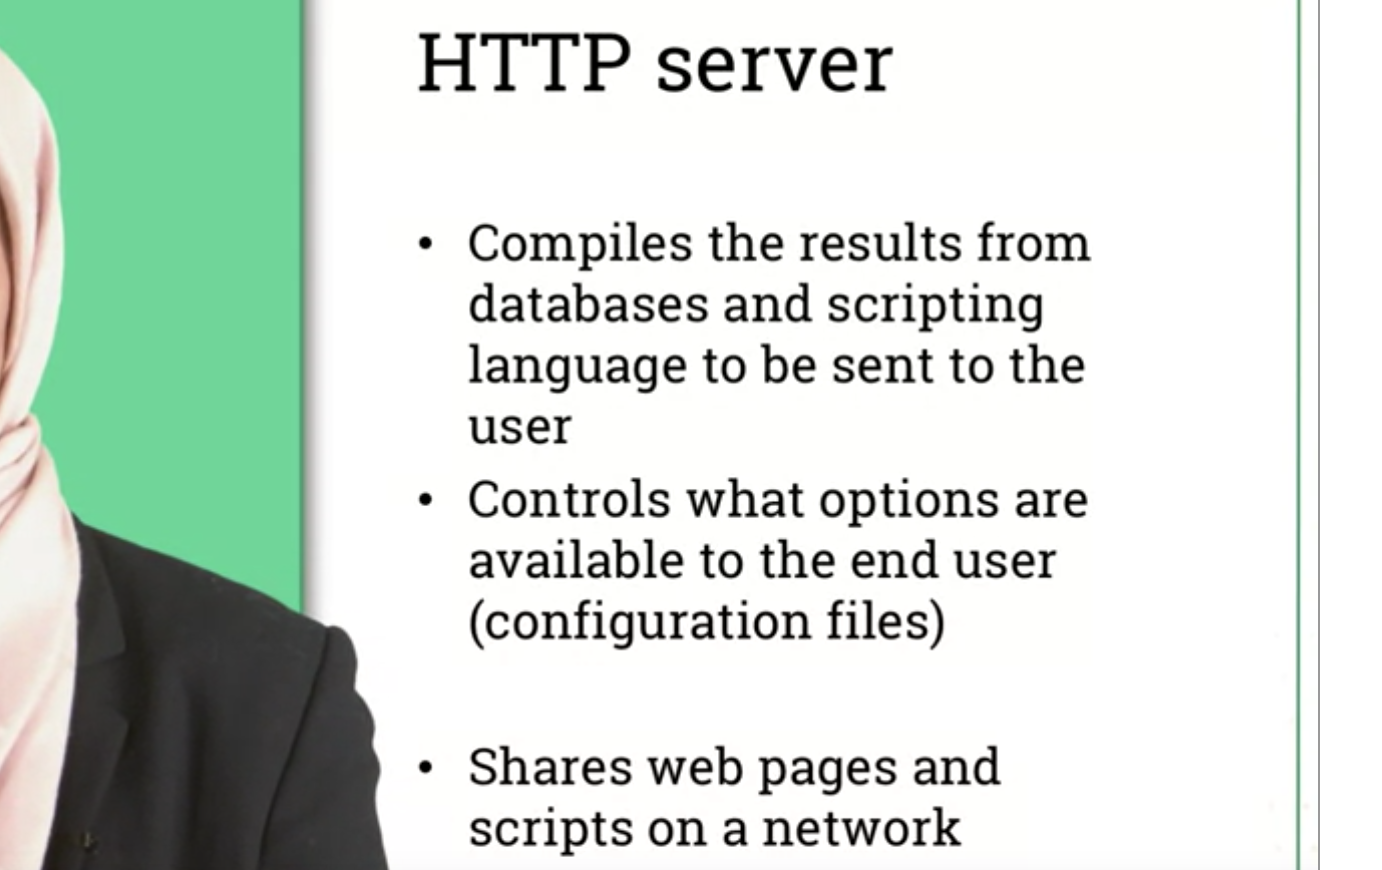 HTTP server
• Compiles the results from
databases and scripting
language to be sent to the
user
• Controls what options are
available to the end user
(configuration files)
• Shares web pages and
scripts on a network